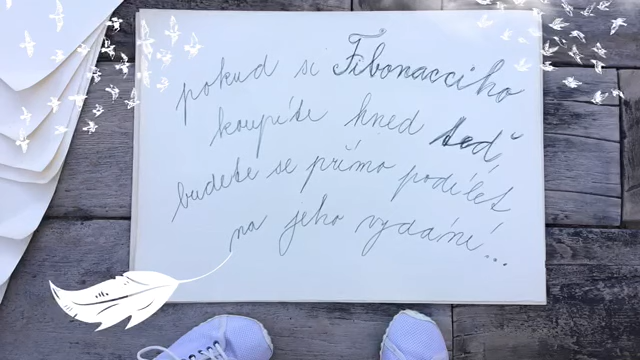 pokud si Fibonacciho
koupíte hned teď,
budete se přímo podílet
na jeho vydání...